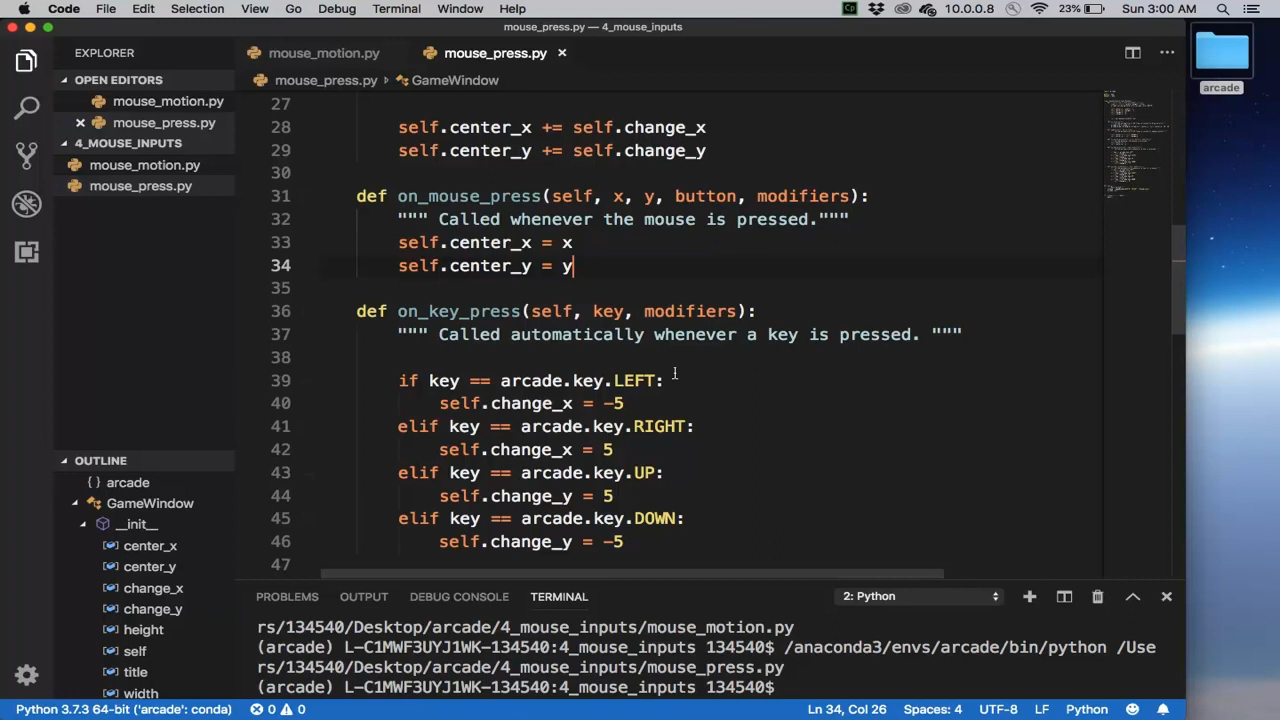 Code File Edit Selection View Go Debug Terminal Window Help 10.0.0.8 23% Sun 3:00 AM
mouse_press.py — 4_mouse_inputs
EXPLORER
OPEN EDITORS
mouse_motion.py
mouse_press.py
4_MOUSE_INPUTS
mouse_motion.py
mouse_press.py
OUTLINE
arcade
GameWindow
__init__
center_x
center_y
change_x
change_y
height
self
title
width
mouse_motion.py mouse_press.py
mouse_press.py GameWindow
27
28 self.center_x += self.change_x
29 self.center_y += self.change_y
30
31 def on_mouse_press(self, x, y, button, modifiers):
32 """ Called whenever the mouse is pressed."""
33 self.center_x = x
34 self.center_y = y
35
36 def on_key_press(self, key, modifiers):
37 """ Called automatically whenever a key is pressed. """
38
39 if key == arcade.key.LEFT:
40 self.change_x = -5
41 elif key == arcade.key.RIGHT:
42 self.change_x = 5
43 elif key == arcade.key.UP:
44 self.change_y = 5
45 elif key == arcade.key.DOWN:
46 self.change_y = -5
47
PROBLEMS OUTPUT DEBUG CONSOLE TERMINAL 2: Python
rs/134540/Desktop/arcade/4_mouse_inputs/mouse_motion.py
(arcade) L-C1MWF3UYJ1WK-134540:4_mouse_inputs 134540$ /anaconda3/envs/arcade/bin/python /Use
rs/134540/Desktop/arcade/4_mouse_inputs/mouse_press.py
(arcade) L-C1MWF3UYJ1WK-134540:4_mouse_inputs 134540$
Python 3.7.3 64-bit ('arcade': conda) 0 0 Ln 34, Col 26 Spaces: 4 UTF-8 LF Python
arcade